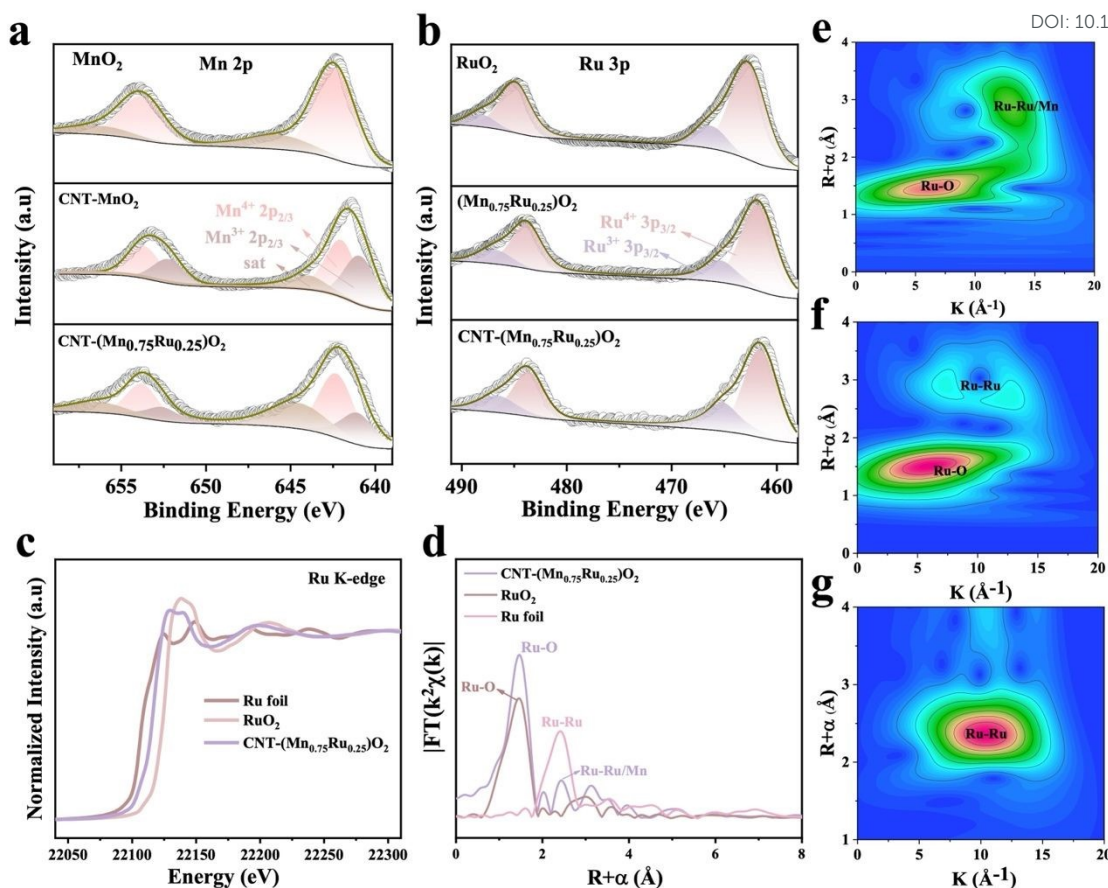 DOI: 10.1
a
MnO₂
Mn 2p
CNT-MnO₂
Mn⁴⁺ 2p₂/₃
Mn³⁺ 2p₂/₃
sat
CNT-(Mn₀.₇₅Ru₀.₂₅)O₂
Intensity (a.u)
655 650 645 640
Binding Energy (eV)
b
RuO₂
Ru 3p
(Mn₀.₇₅Ru₀.₂₅)O₂
Ru⁴⁺ 3p₃/₂
Ru³⁺ 3p₃/₂
CNT-(Mn₀.₇₅Ru₀.₂₅)O₂
Intensity (a.u)
490 480 470 460
Binding Energy (eV)
c
Ru K-edge
Ru foil
RuO₂
CNT-(Mn₀.₇₅Ru₀.₂₅)O₂
Normalized Intensity (a.u)
22050 22100 22150 22200 22250 22300
Energy (eV)
d
CNT-(Mn₀.₇₅Ru₀.₂₅)O₂
RuO₂
Ru foil
Ru-O
Ru-O
Ru-Ru
Ru-Ru/Mn
|FT(k²χ(k)|
0 2 4 6 8
R+α (Å)
e
4
3
2
1
0
R+α (Å)
Ru-Ru/Mn
Ru-O
0 5 10 15 20
K (Å⁻¹)
f
4
3
2
1
0
R+α (Å)
Ru-Ru
Ru-O
0 5 10 15 20
K (Å⁻¹)
g
4
3
2
1
R+α (Å)
Ru-Ru
0 5 10 15 20
K (Å⁻¹)